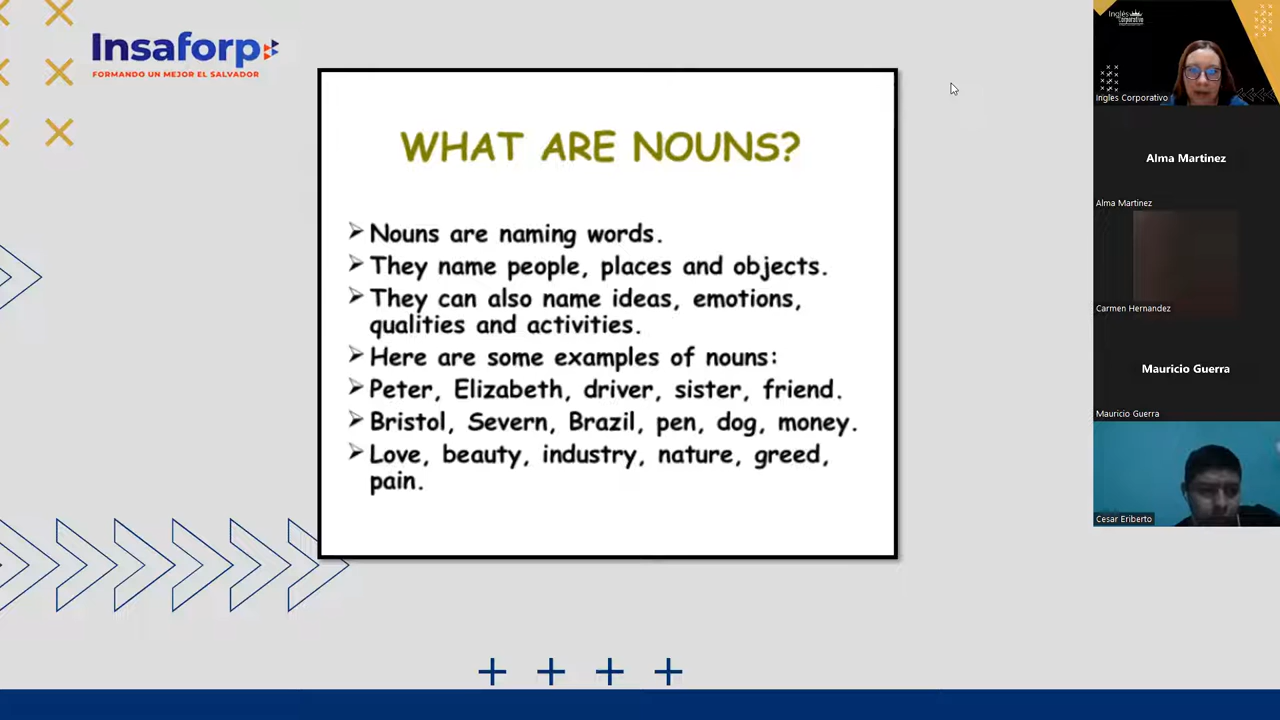 Insaforp
FORMANDO UN MEJOR EL SALVADOR
WHAT ARE NOUNS?
Nouns are naming words.
They name people, places and objects.
They can also name ideas, emotions,
qualities and activities.
Here are some examples of nouns:
Peter, Elizabeth, driver, sister, friend.
Bristol, Severn, Brazil, pen, dog, money.
Love, beauty, industry, nature, greed,
pain.
Inglés
Corporativo
Ingles Corporativo
Alma Martinez
Alma Martinez
Carmen Hernandez
Mauricio Guerra
Mauricio Guerra
Cesar Eriberto